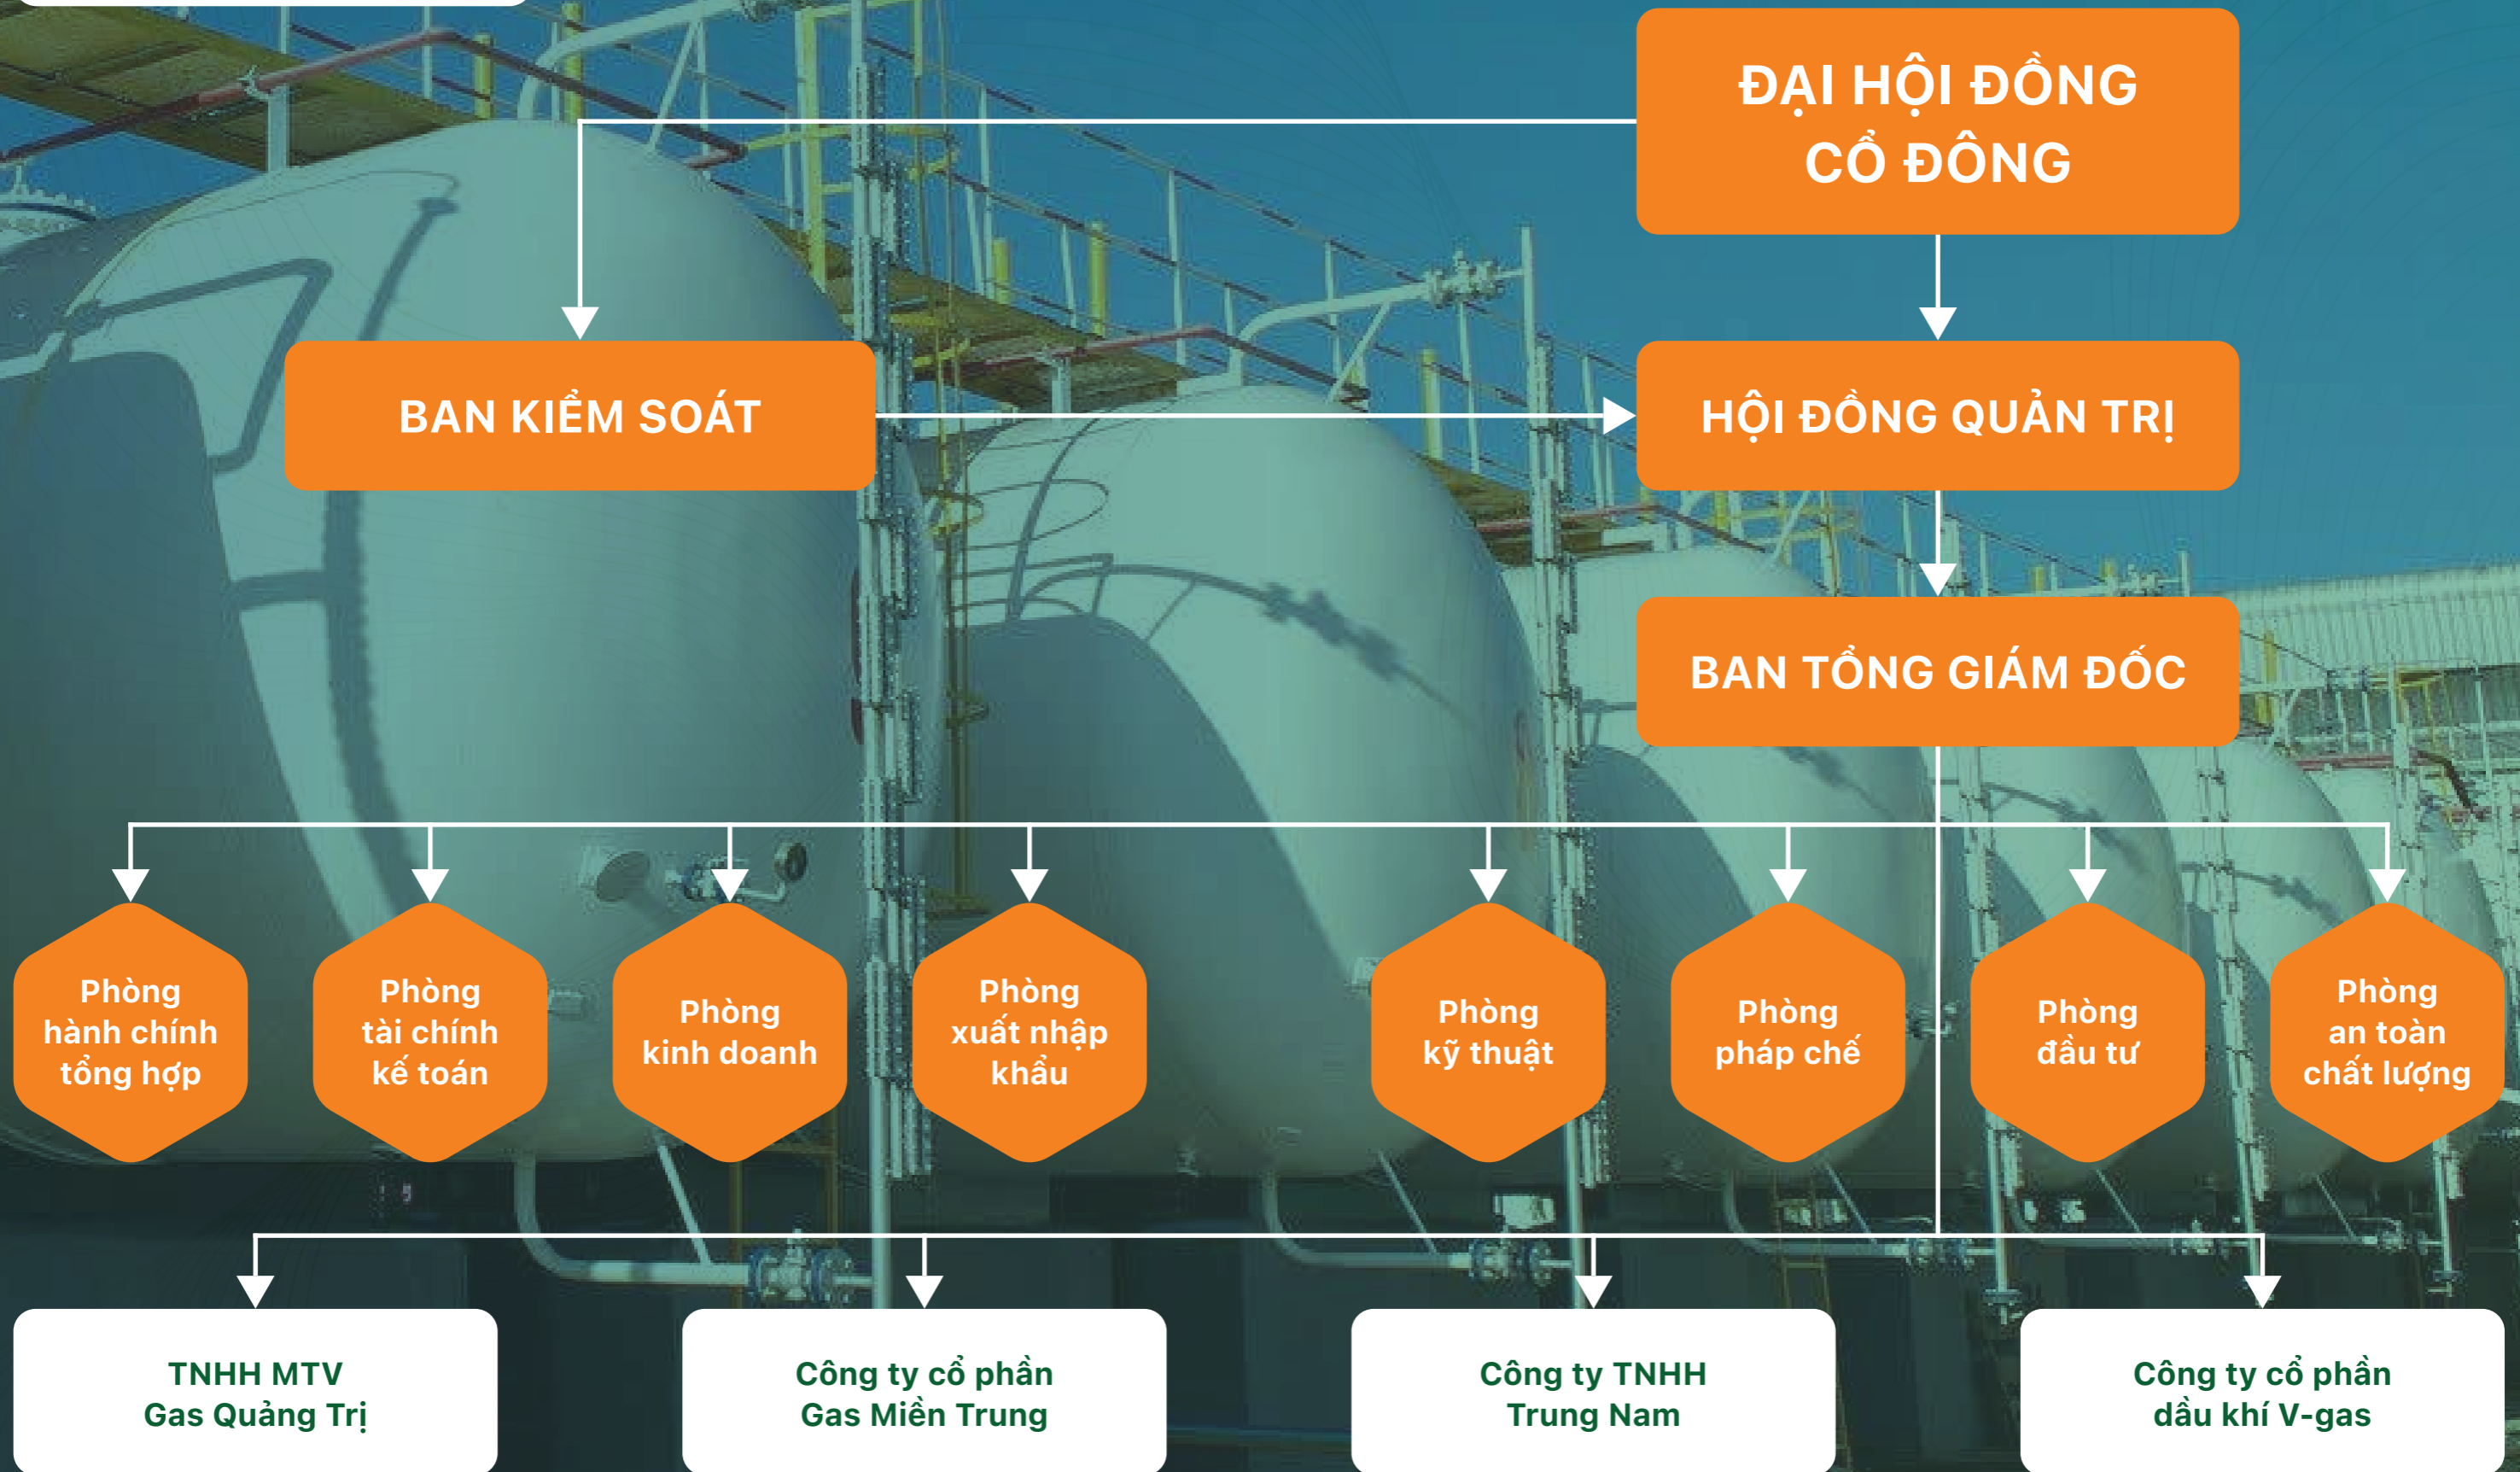 ĐẠI HỘI ĐỒNG
CỔ ĐÔNG
BAN KIỂM SOÁT
HỘI ĐỒNG QUẢN TRỊ
BAN TỔNG GIÁM ĐỐC
Phòng
hành chính
tổng hợp
Phòng
tài chính
kế toán
Phòng
kinh doanh
Phòng
xuất nhập
khẩu
Phòng
kỹ thuật
Phòng
pháp chế
Phòng
đầu tư
Phòng
an toàn
chất lượng
TNHH MTV
Gas Quảng Trị
Công ty cổ phần
Gas Miền Trung
Công ty TNHH
Trung Nam
Công ty cổ phần
dầu khí V-gas